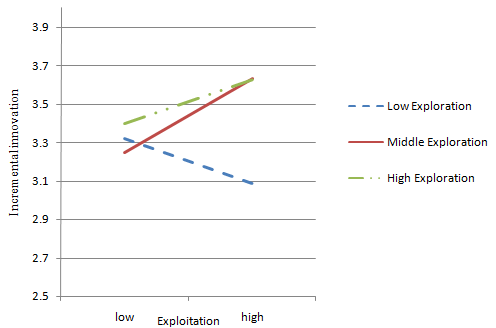 3.9
3.7
3.5
3.3
3.1
2.9
2.7
2.5
Incremental innovation
low
high
Exploitation
Low Exploration
Middle Exploration
High Exploration